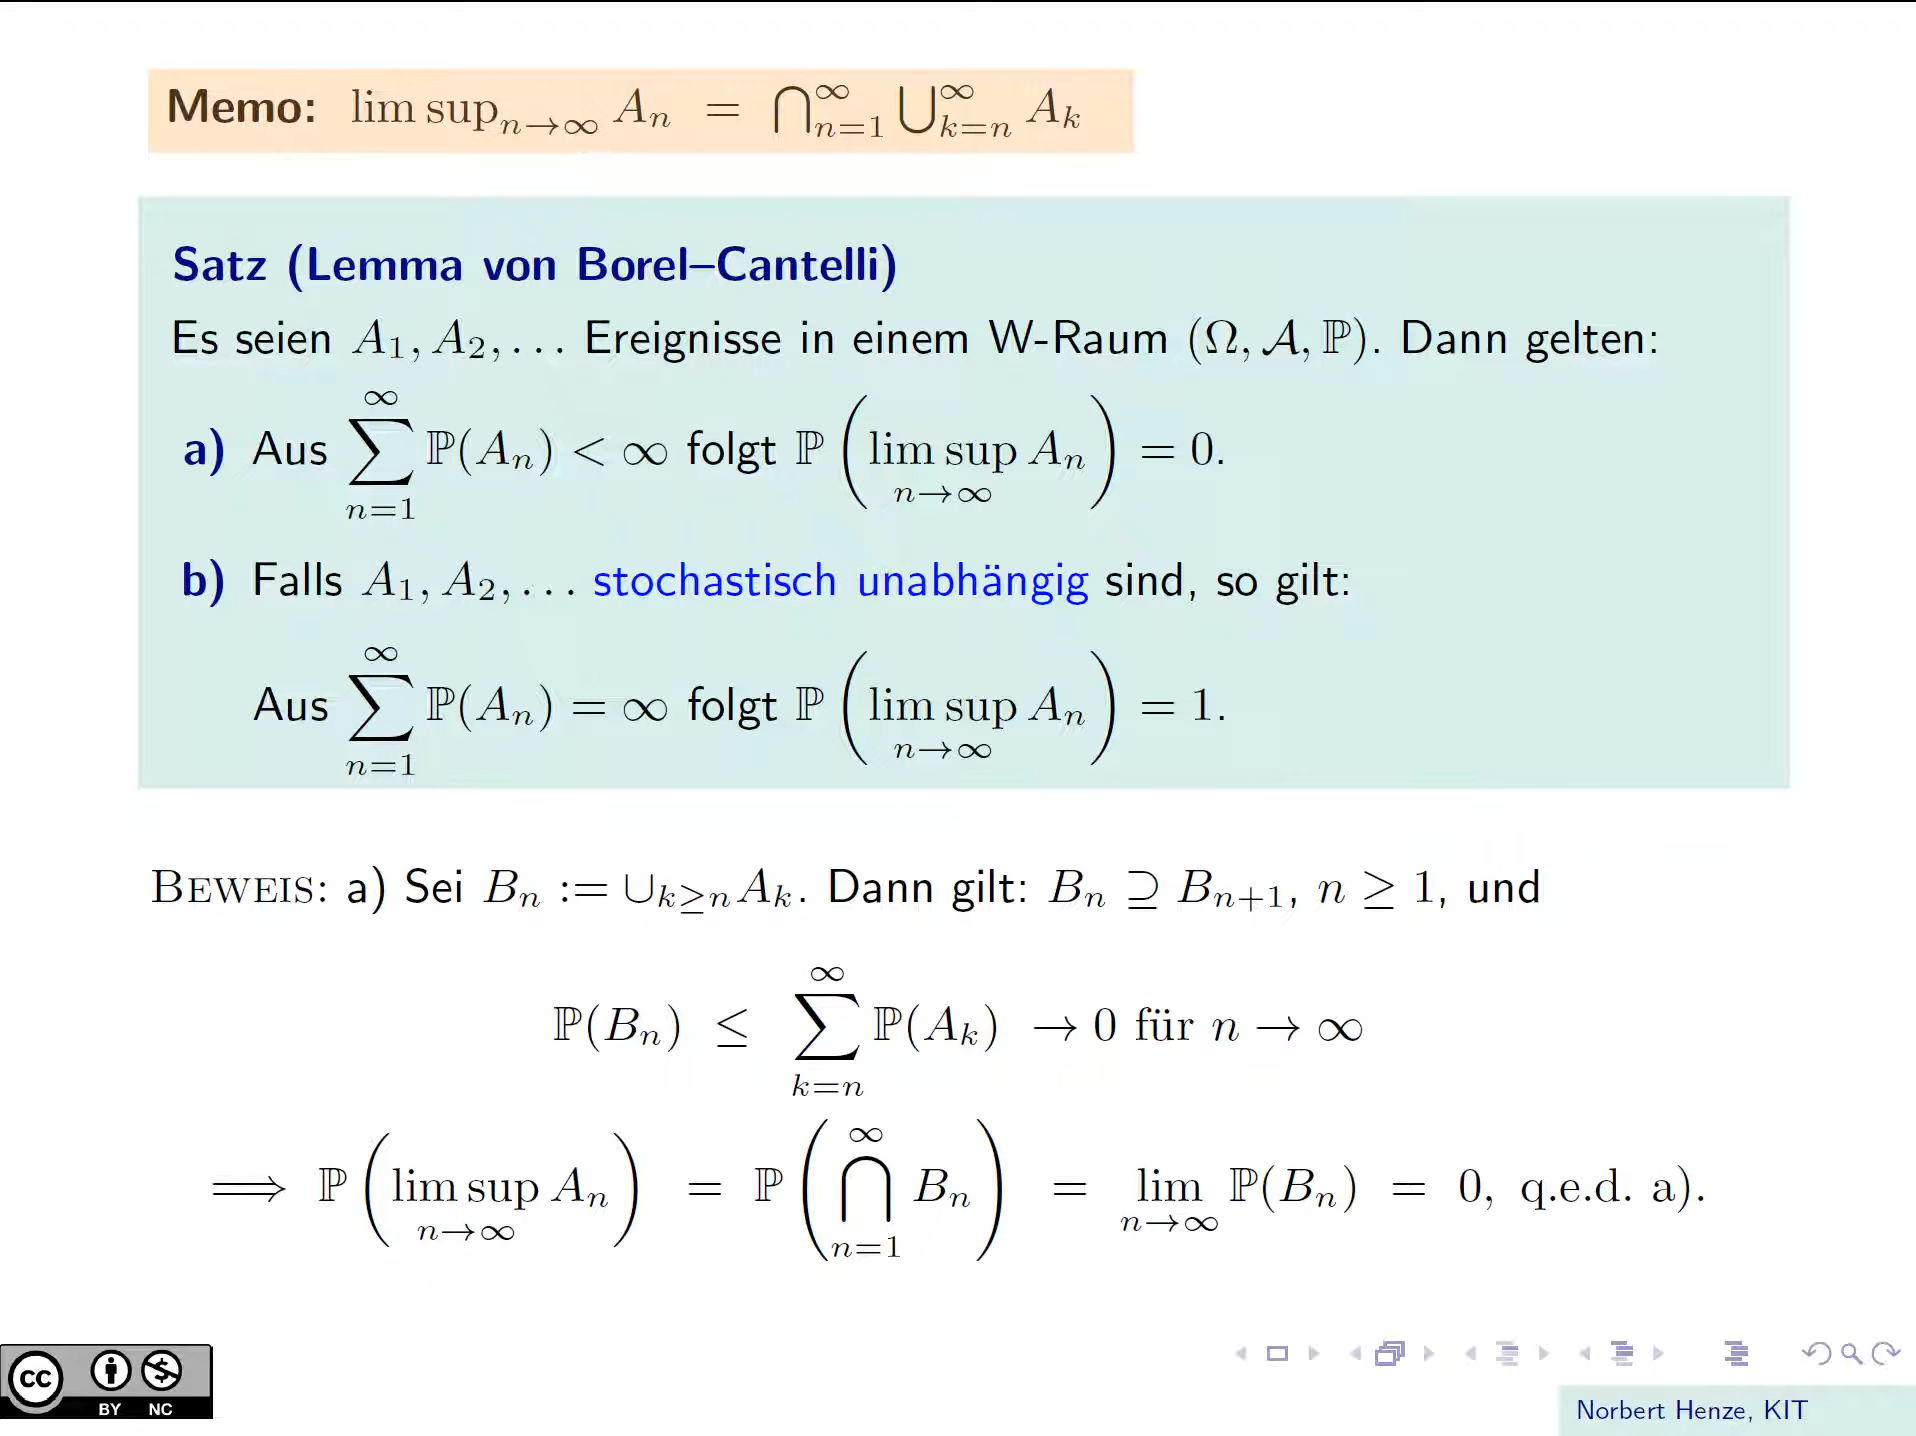 Memo: lim sup_{n→∞} A_n = ⋂_{n=1}^∞ ⋃_{k=n}^∞ A_k
Satz (Lemma von Borel–Cantelli)
Es seien A_1, A_2, . . . Ereignisse in einem W-Raum (Ω, 𝒜, ℙ). Dann gelten:
a) Aus ∑_{n=1}^∞ ℙ(A_n) < ∞ folgt ℙ(lim sup_{n→∞} A_n) = 0.
b) Falls A_1, A_2, . . . stochastisch unabhängig sind, so gilt:
Aus ∑_{n=1}^∞ ℙ(A_n) = ∞ folgt ℙ(lim sup_{n→∞} A_n) = 1.
Beweis: a) Sei B_n := ∪_{k≥n} A_k. Dann gilt: B_n ⊇ B_{n+1}, n ≥ 1, und
ℙ(B_n) ≤ ∑_{k=n}^∞ ℙ(A_k) → 0 für n → ∞
⟹ ℙ(lim sup_{n→∞} A_n) = ℙ(⋂_{n=1}^∞ B_n) = lim_{n→∞} ℙ(B_n) = 0, q.e.d. a).
cc BY NC
Norbert Henze, KIT